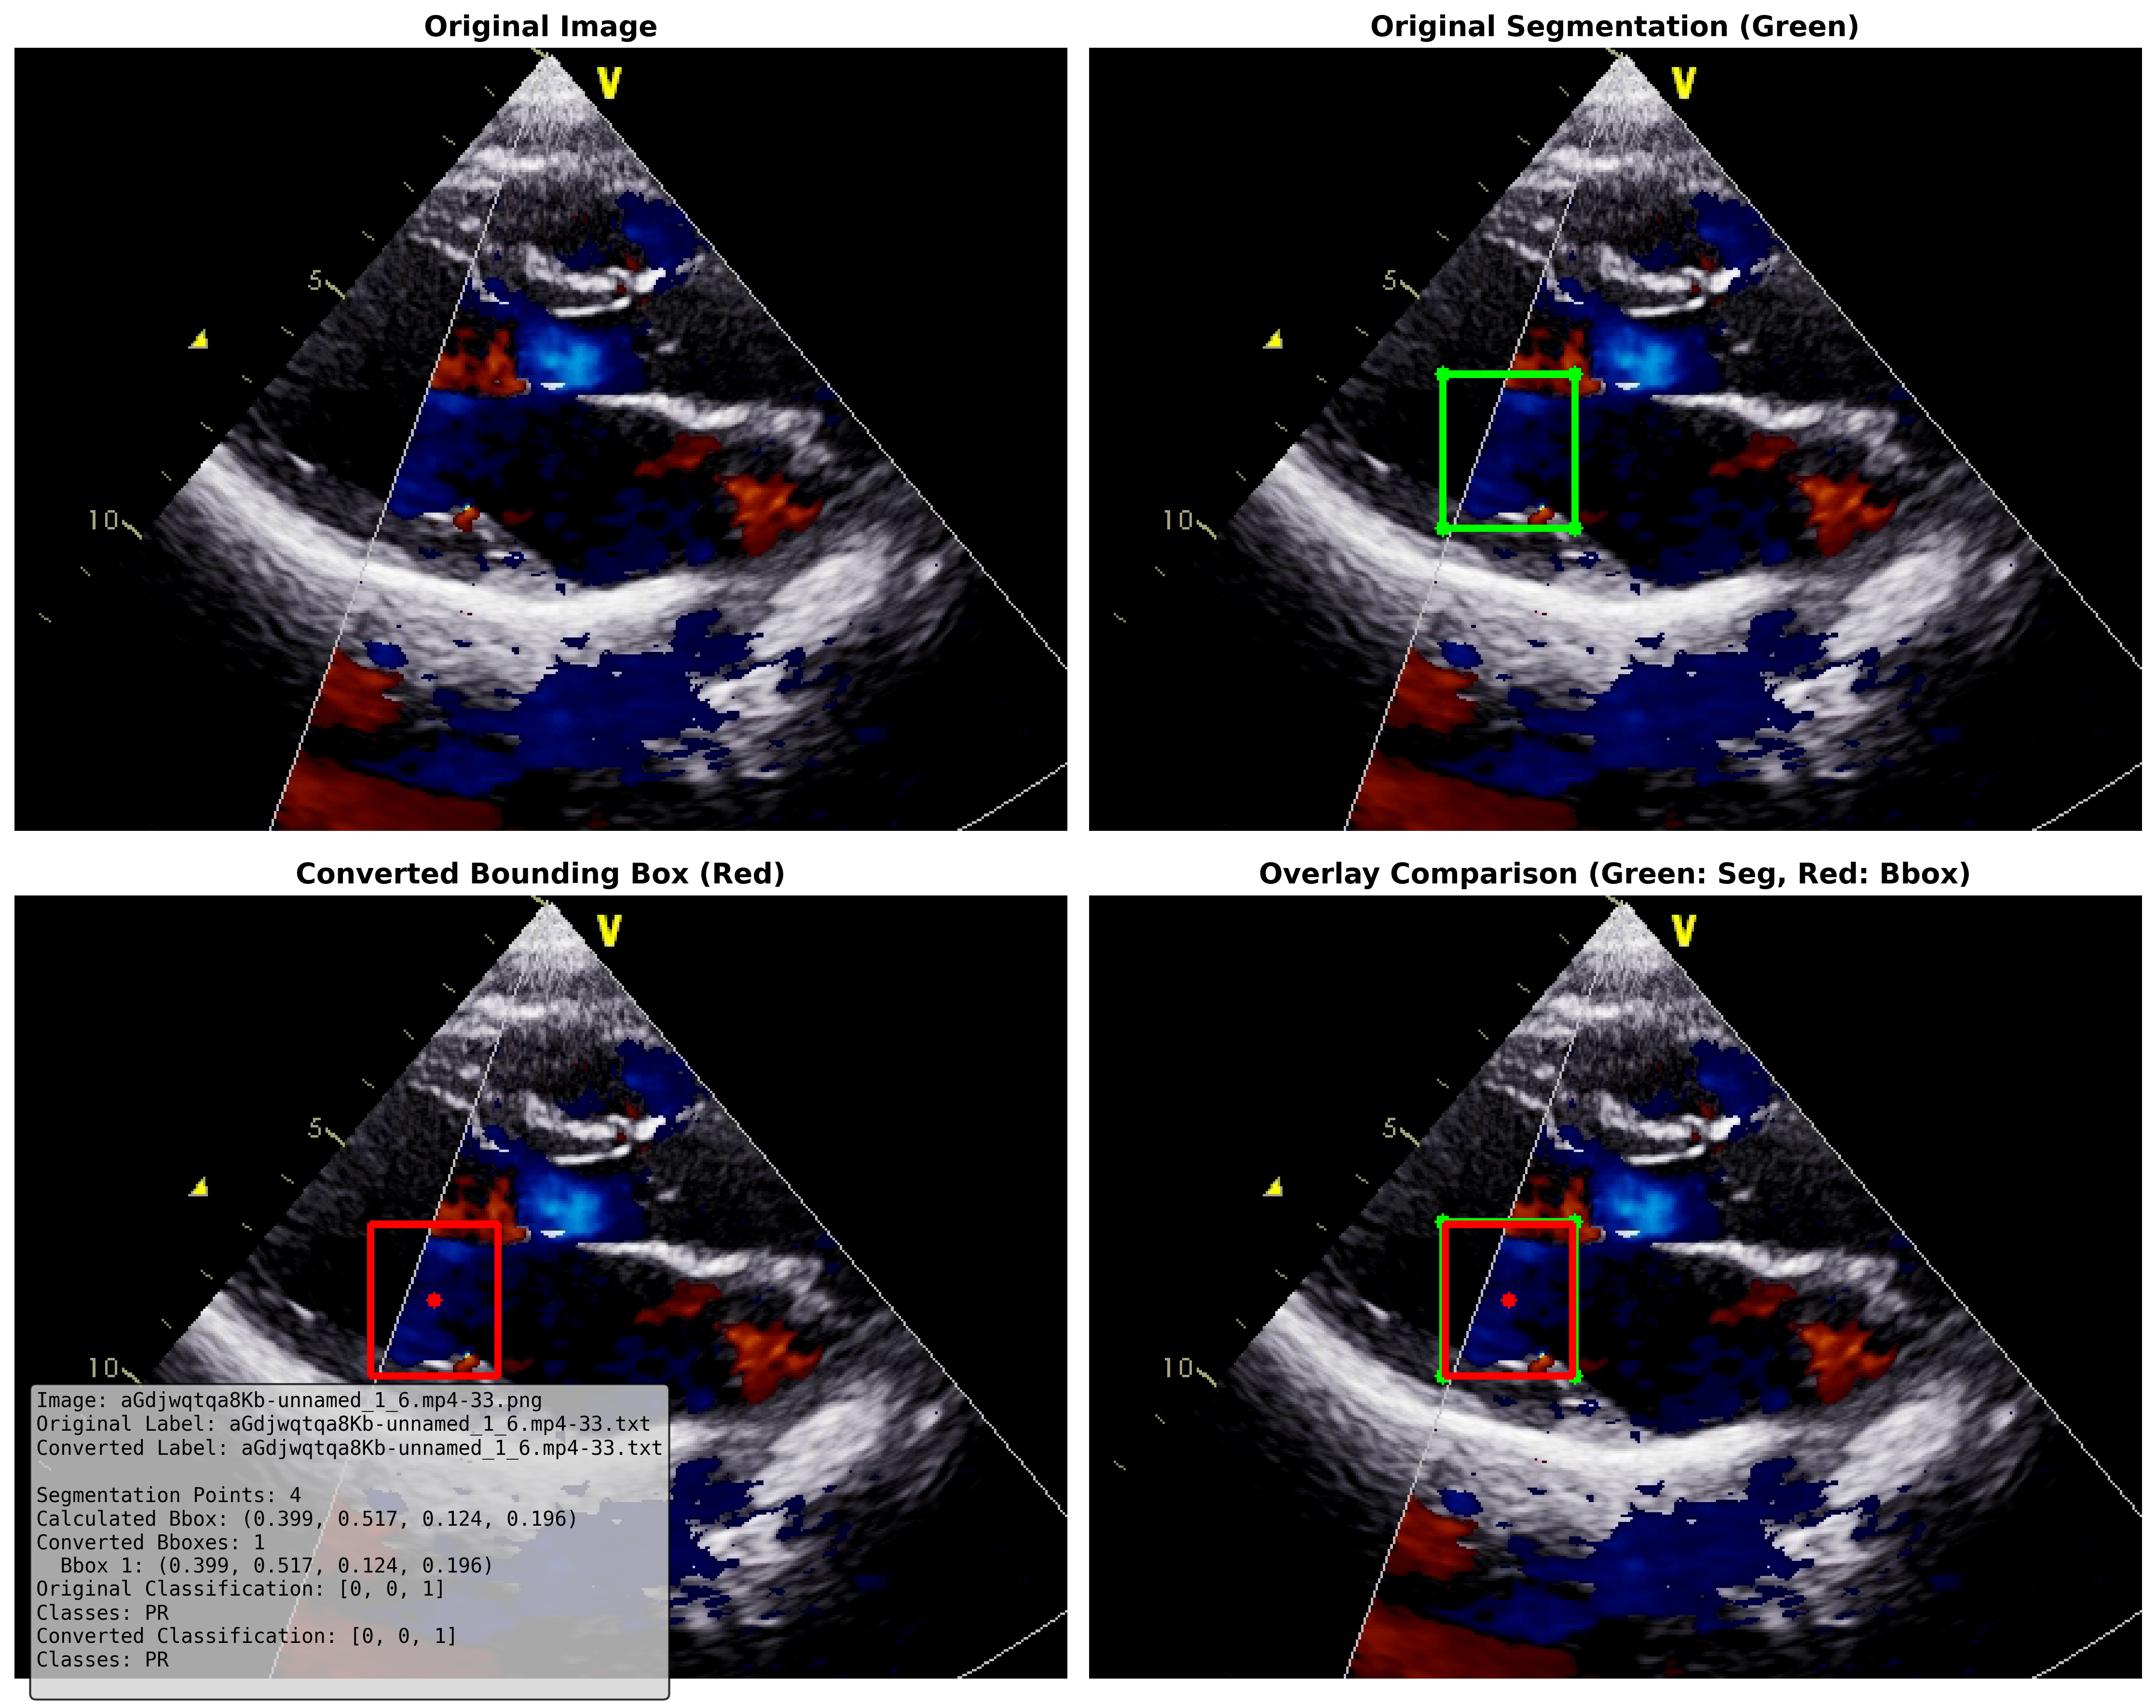 Original Image
Original Segmentation (Green)
V
5
10
V
5
10
Converted Bounding Box (Red)
Overlay Comparison (Green: Seg, Red: Bbox)
V
5
10
V
5
10
Image: aGdjwqtqa8Kb-unnamed_1_6.mp4-33.png
Original Label: aGdjwqtqa8Kb-unnamed_1_6.mp4-33.txt
Converted Label: aGdjwqtqa8Kb-unnamed_1_6.mp4-33.txt
Segmentation Points: 4
Calculated Bbox: (0.399, 0.517, 0.124, 0.196)
Converted Bboxes: 1
Bbox 1: (0.399, 0.517, 0.124, 0.196)
Original Classification: [0, 0, 1]
Classes: PR
Converted Classification: [0, 0, 1]
Classes: PR